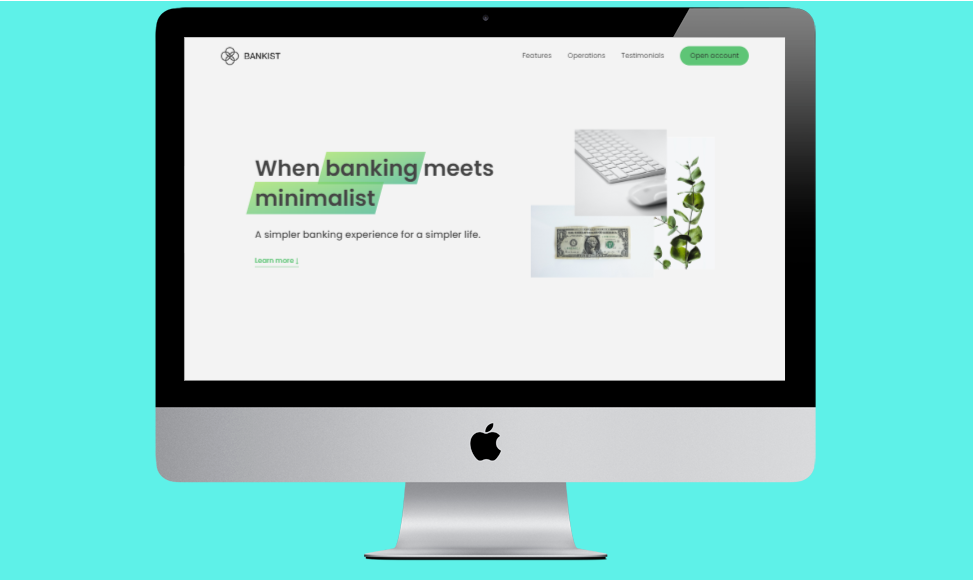 BANKIST
Features Operations Testimonials Open account
When banking meets
minimalist
A simpler banking experience for a simpler life.
Learn more ↓